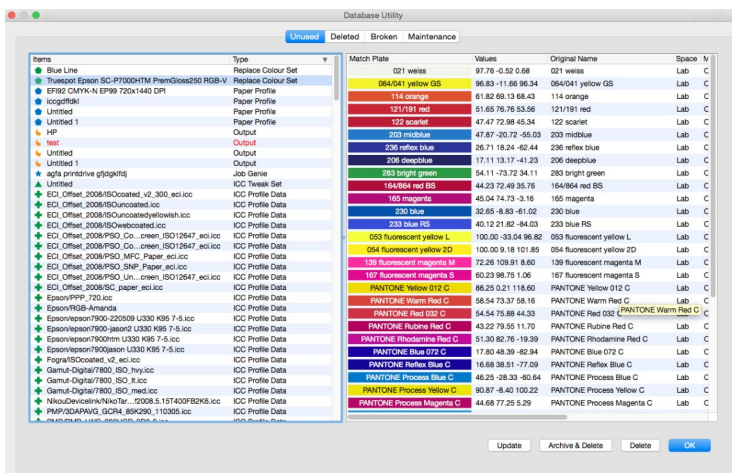 Database Utility
Unused Deleted Broken Maintenance
Items Type
Blue Line Replace Colour Set
Truespot Epson SC-P7000HTM PremGloss250 RGB-V Replace Colour Set
EFI92 CMYK-N EP99 720x1440 DPI Paper Profile
iccgdffdki Paper Profile
Untitled Paper Profile
Untitled 1 Paper Profile
HP Output
test Output
Untitled Output
Untitled 1 Output
agfa printdrive gfjdgklfdj Job Genie
Untitled ICC Tweak Set
ECI_Offset_2008/ISOcoated_v2_300_eci.icc ICC Profile Data
ECI_Offset_2008/ISOuncoated.icc ICC Profile Data
ECI_Offset_2008/ISOuncoatedyellowish.icc ICC Profile Data
ECI_Offset_2008/ISOwebcoated.icc ICC Profile Data
ECI_Offset_2008/PSO_Co...creen_ISO12647_eci.icc ICC Profile Data
ECI_Offset_2008/PSO_Co...creen_ISO12647_eci.icc ICC Profile Data
ECI_Offset_2008/PSO_MFC_Paper_eci.icc ICC Profile Data
ECI_Offset_2008/PSO_SNP_Paper_eci.icc ICC Profile Data
ECI_Offset_2008/PSO_Un...creen_ISO12647_eci.icc ICC Profile Data
ECI_Offset_2008/SC_paper_eci.icc ICC Profile Data
Epson/PPP_720.icc ICC Profile Data
Epson/RGB-Amanda ICC Profile Data
Epson/epson7900-220509 U330 K95 7-5.icc ICC Profile Data
Epson/epson7900-jason2 U330 K95 7-5.icc ICC Profile Data
Epson/epson7900htm U330 K95 7-5.icc ICC Profile Data
Epson/epson7900jason U330 K95 7-5.icc ICC Profile Data
Fogra/ISOcoated_v2_eci.icc ICC Profile Data
Gamut-Digital/7800_ISO_hvy.icc ICC Profile Data
Gamut-Digital/7800_ISO_lt.icc ICC Profile Data
Gamut-Digital/7800_ISO_med.icc ICC Profile Data
NikouDevicelink/NikoTar...f2008.5.15T400FB2K6.icc ICC Profile Data
PMP/3DAPAVG_GCR4_85K290_110305.icc ICC Profile Data
Match Plate Values Original Name Space M
021 weiss 97.76 -0.52 0.68 021 weiss Lab C
064/041 yellow GS 96.83 -11.66 96.34 064/041 yellow GS Lab C
114 orange 61.82 69.13 68.43 114 orange Lab C
121/191 red 51.65 76.76 53.56 121/191 red Lab C
122 scarlet 47.47 72.98 45.34 122 scarlet Lab C
203 midblue 47.87 -20.72 -55.03 203 midblue Lab C
236 reflex blue 26.71 18.24 -62.44 236 reflex blue Lab C
206 deepblue 17.11 13.17 -41.23 206 deepblue Lab C
283 bright green 54.11 -73.72 34.11 283 bright green Lab C
164/864 red BS 44.23 72.49 35.76 164/864 red BS Lab C
165 magenta 45.04 74.73 -3.16 165 magenta Lab C
230 blue 32.65 -8.83 -61.02 230 blue Lab C
233 blue RS 40.12 21.82 -84.03 233 blue RS Lab C
053 fluorescent yellow L 100.00 -33.04 96.82 053 fluorescent yellow L Lab C
054 fluorescent yellow 2D 100.00 9.18 101.85 054 fluorescent yellow 2D Lab C
139 fluorescent magenta M 72.26 109.91 8.60 139 fluorescent magenta M Lab C
167 fluorescent magenta S 60.23 98.75 1.06 167 fluorescent magenta S Lab C
PANTONE Yellow 012 C 88.25 0.21 118.60 PANTONE Yellow 012 C Lab C
PANTONE Warm Red C 58.54 73.37 58.16 PANTONE Warm Red C Lab C
PANTONE Red 032 C 54.54 75.88 44.33 PANTONE Red 032 PANTONE Warm Red C
PANTONE Rubine Red C 43.22 79.55 11.70 PANTONE Rubine Red C Lab C
PANTONE Rhodamine Red C 51.30 82.76 -19.39 PANTONE Rhodamine Red C Lab C
PANTONE Blue 072 C 17.80 48.39 -82.94 PANTONE Blue 072 C Lab C
PANTONE Reflex Blue C 16.68 38.51 -77.09 PANTONE Reflex Blue C Lab C
PANTONE Process Blue C 46.25 -28.33 -60.64 PANTONE Process Blue C Lab C
PANTONE Process Yellow C 90.87 -8.40 100.22 PANTONE Process Yellow C Lab C
PANTONE Process Magenta C 44.68 77.25 5.29 PANTONE Process Magenta C Lab C
Update Archive & Delete Delete OK